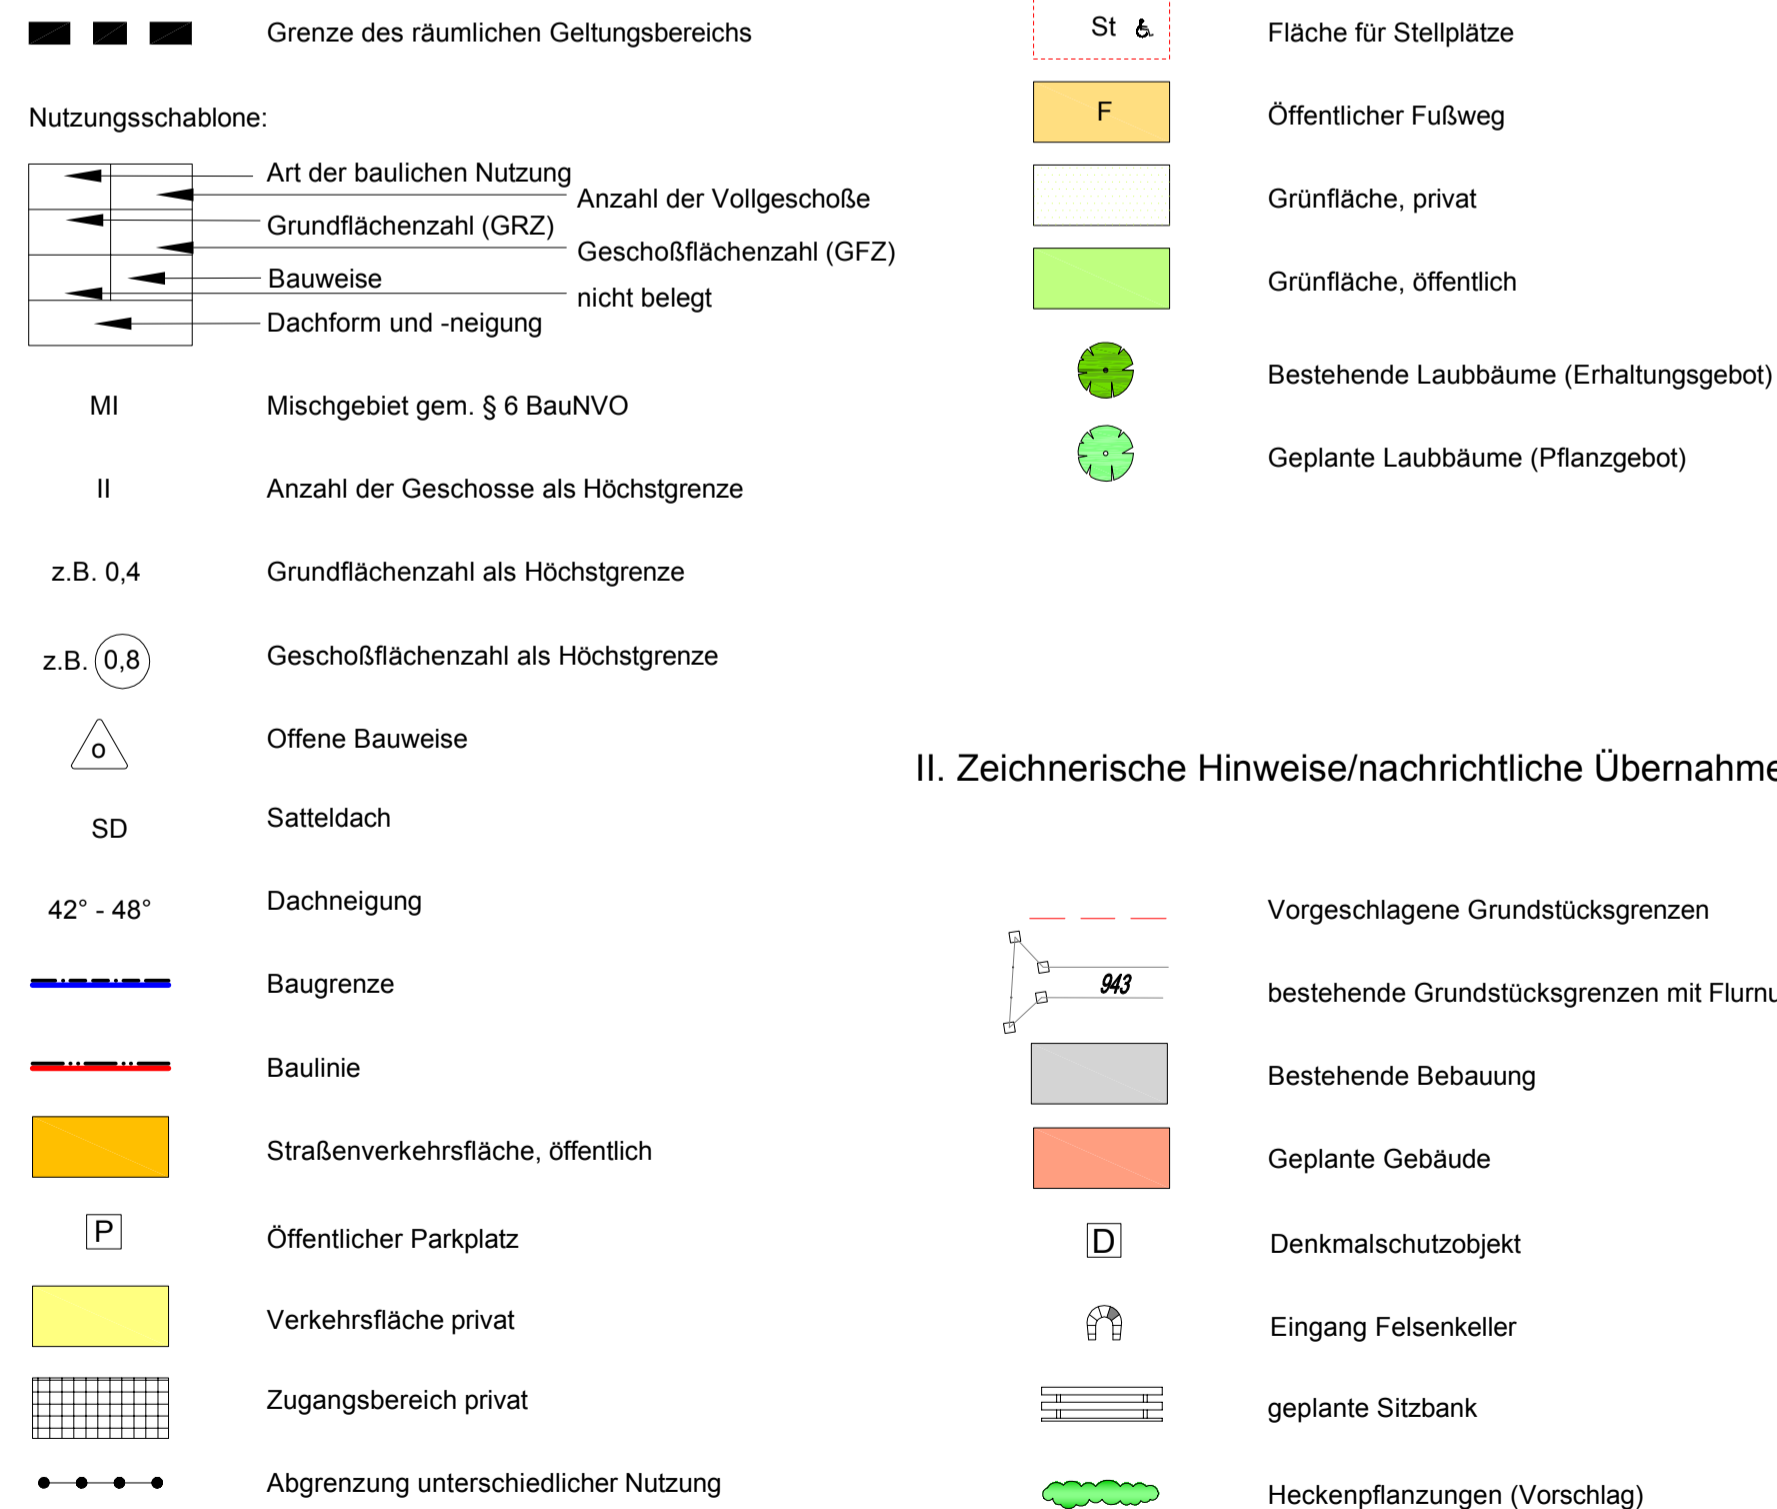 Grenze des räumlichen Geltungsbereichs
Nutzungsschablone:
Art der baulichen Nutzung
Anzahl der Vollgeschoße
Grundflächenzahl (GRZ)
Geschoßflächenzahl (GFZ)
Bauweise
nicht belegt
Dachform und -neigung
MI Mischgebiet gem. § 6 BauNVO
II Anzahl der Geschosse als Höchstgrenze
z.B. 0,4 Grundflächenzahl als Höchstgrenze
z.B. 0,8 Geschoßflächenzahl als Höchstgrenze
o Offene Bauweise
SD Satteldach
42° - 48° Dachneigung
Baugrenze
Baulinie
Straßenverkehrsfläche, öffentlich
P Öffentlicher Parkplatz
Verkehrsfläche privat
Zugangsbereich privat
Abgrenzung unterschiedlicher Nutzung
St Fläche für Stellplätze
F Öffentlicher Fußweg
Grünfläche, privat
Grünfläche, öffentlich
Bestehende Laubbäume (Erhaltungsgebot)
Geplante Laubbäume (Pflanzgebot)
II. Zeichnerische Hinweise/nachrichtliche Übernahme
Vorgeschlagene Grundstücksgrenzen
943 bestehende Grundstücksgrenzen mit Flurnu
Bestehende Bebauung
Geplante Gebäude
D Denkmalschutzobjekt
Eingang Felsenkeller
geplante Sitzbank
Heckenpflanzungen (Vorschlag)